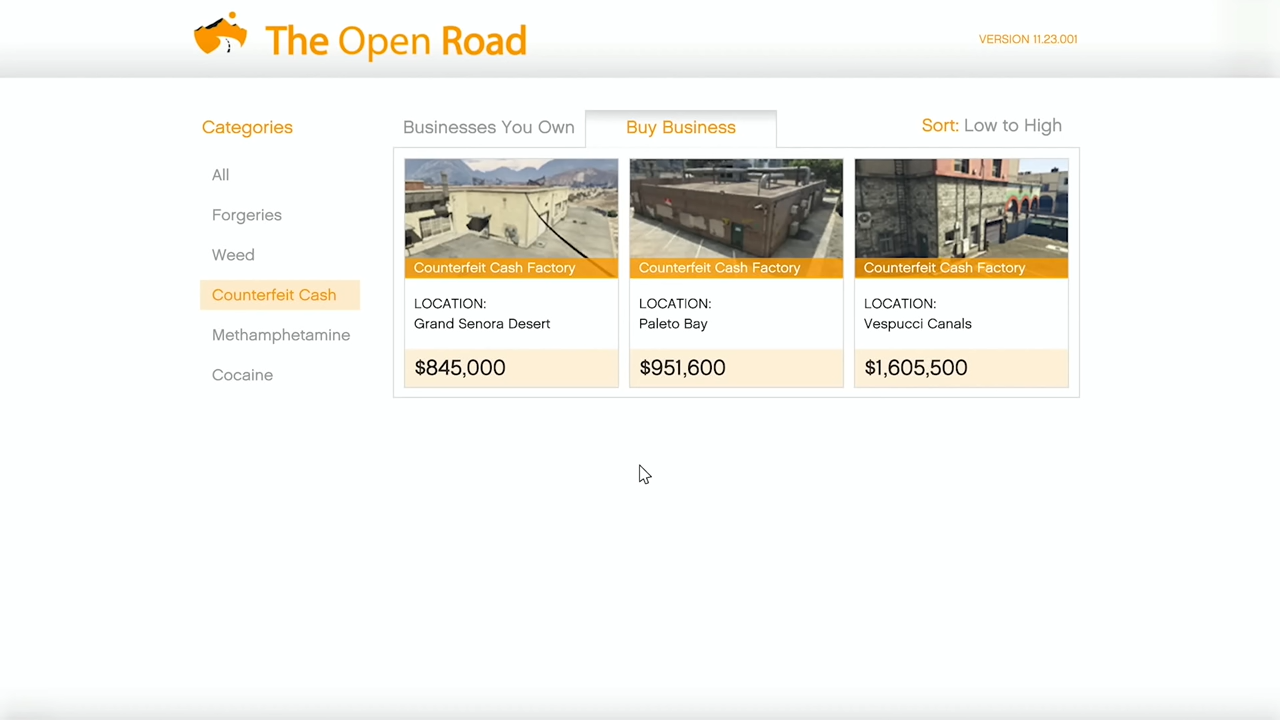 The Open Road
VERSION 11.23.001
Categories
All
Forgeries
Weed
Counterfeit Cash
Methamphetamine
Cocaine
Businesses You Own
Buy Business
Sort: Low to High
Counterfeit Cash Factory
LOCATION:
Grand Senora Desert
$845,000
Counterfeit Cash Factory
LOCATION:
Paleto Bay
$951,600
Counterfeit Cash Factory
LOCATION:
Vespucci Canals
$1,605,500